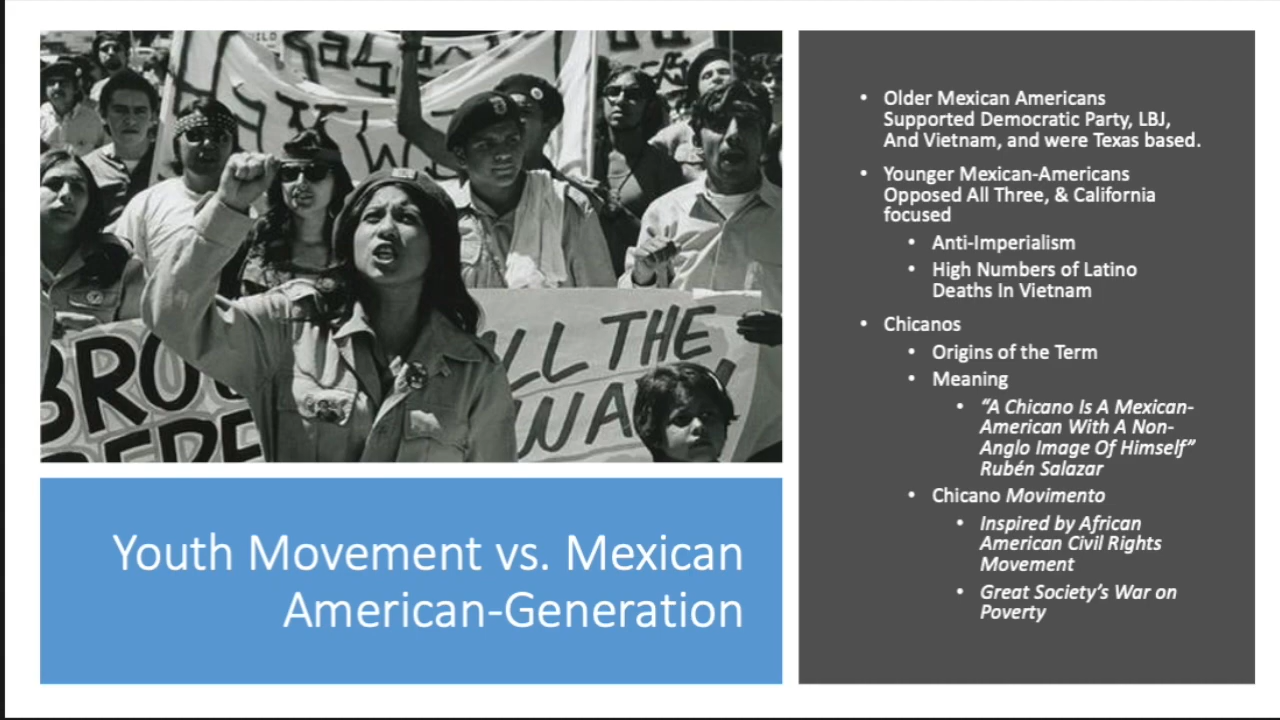 BRO
ALL THE
WA
Youth Movement vs. Mexican
American-Generation
• Older Mexican Americans
Supported Democratic Party, LBJ,
And Vietnam, and were Texas based.
• Younger Mexican-Americans
Opposed All Three, & California
focused
• Anti-Imperialism
• High Numbers of Latino
Deaths In Vietnam
• Chicanos
• Origins of the Term
• Meaning
• “A Chicano Is A Mexican-
American With A Non-
Anglo Image Of Himself”
Rubén Salazar
• Chicano Movimento
• Inspired by African
American Civil Rights
Movement
• Great Society’s War on
Poverty